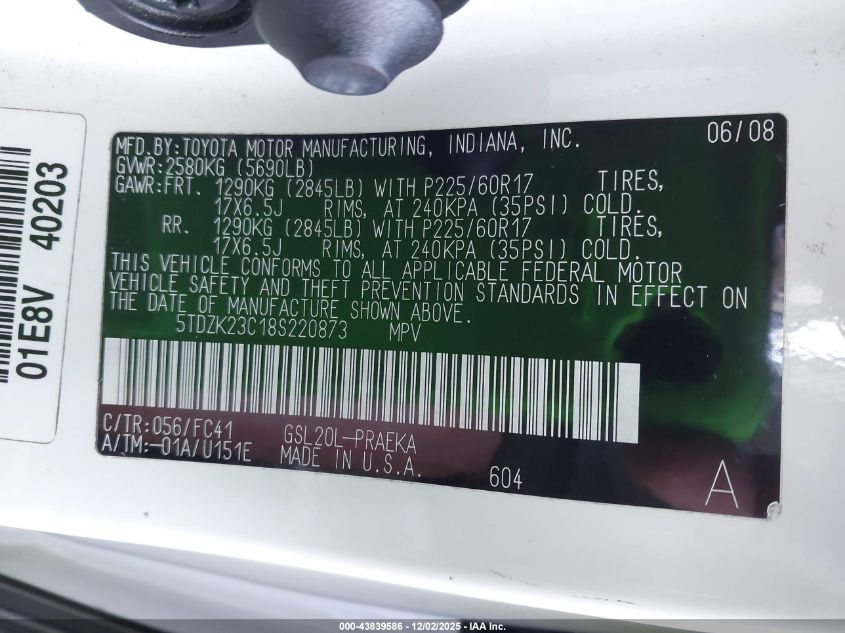 01E8V 40203
MFD.BY:TOYOTA MOTOR MANUFACTURING, INDIANA, INC. 06/08
GVWR:2580KG (5690LB)
GAWR:FRT. 1290KG (2845LB) WITH P225/60R17 TIRES,
17X6.5J RIMS, AT 240KPA (35PSI) COLD.
RR. 1290KG (2845LB) WITH P225/60R17 TIRES,
17X6.5J RIMS, AT 240KPA (35PSI) COLD.
THIS VEHICLE CONFORMS TO ALL APPLICABLE FEDERAL MOTOR
VEHICLE SAFETY AND THEFT PREVENTION STANDARDS IN EFFECT ON
THE DATE OF MANUFACTURE SHOWN ABOVE.
5TDZK23C18S220873 MPV
C/TR:056/FC41 GSL20L-PRAEKA
A/TM:-01A/U151E MADE IN U.S.A.
604 A
000-43839586 - 12/02/2025 - IAA Inc.